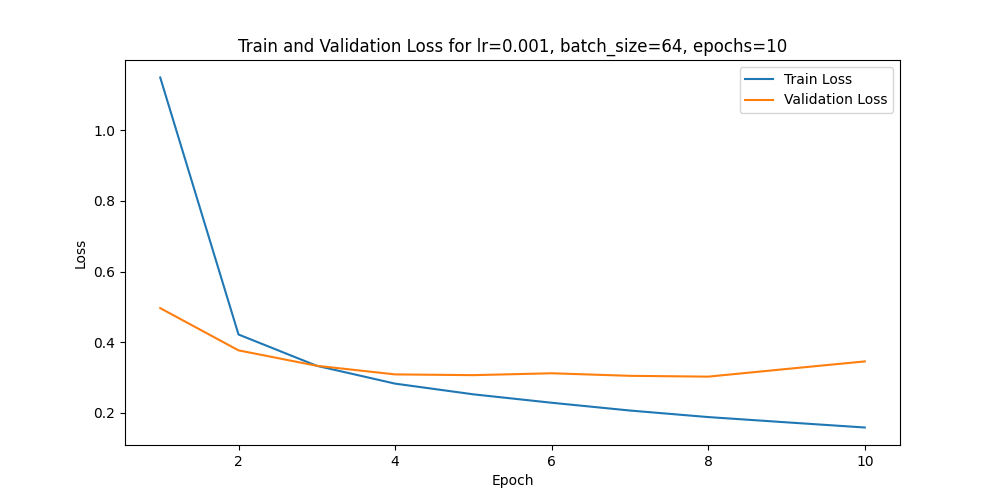 Train and Validation Loss for lr=0.001, batch_size=64, epochs=10
Train Loss
Validation Loss
1.0
0.8
0.6
0.4
0.2
Loss
2 4 6 8 10
Epoch